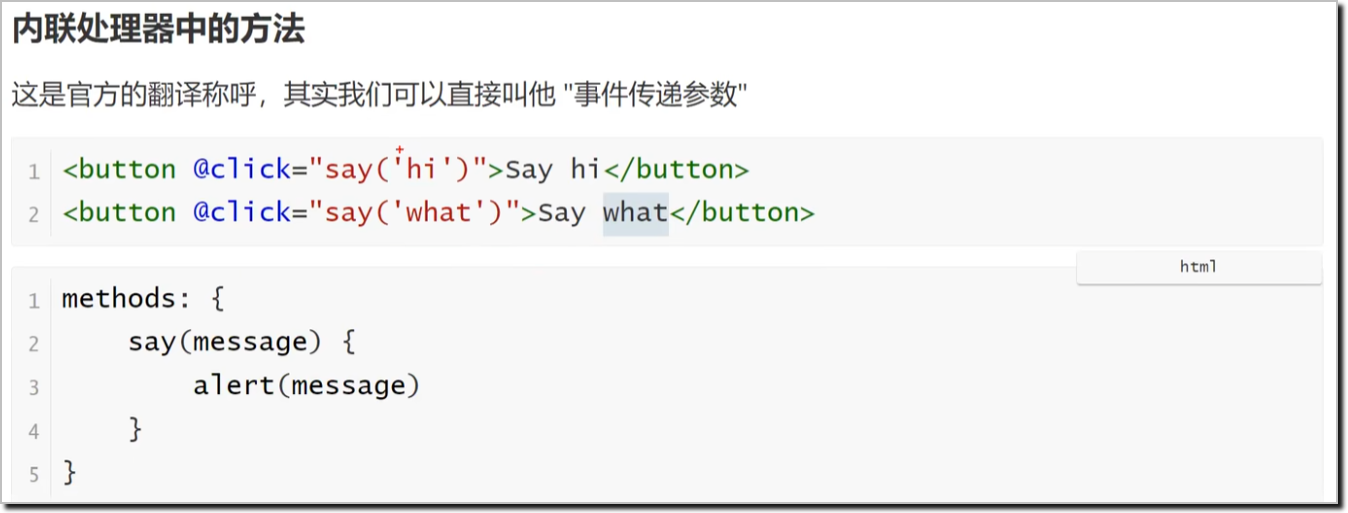 内联处理器中的方法
这是官方的翻译称呼，其实我们可以直接叫他 "事件传递参数"
1 <button @click="say('hi')">Say hi</button>
2 <button @click="say('what')">Say what</button>
html
1 methods: {
2     say(message) {
3         alert(message)
4     }
5 }